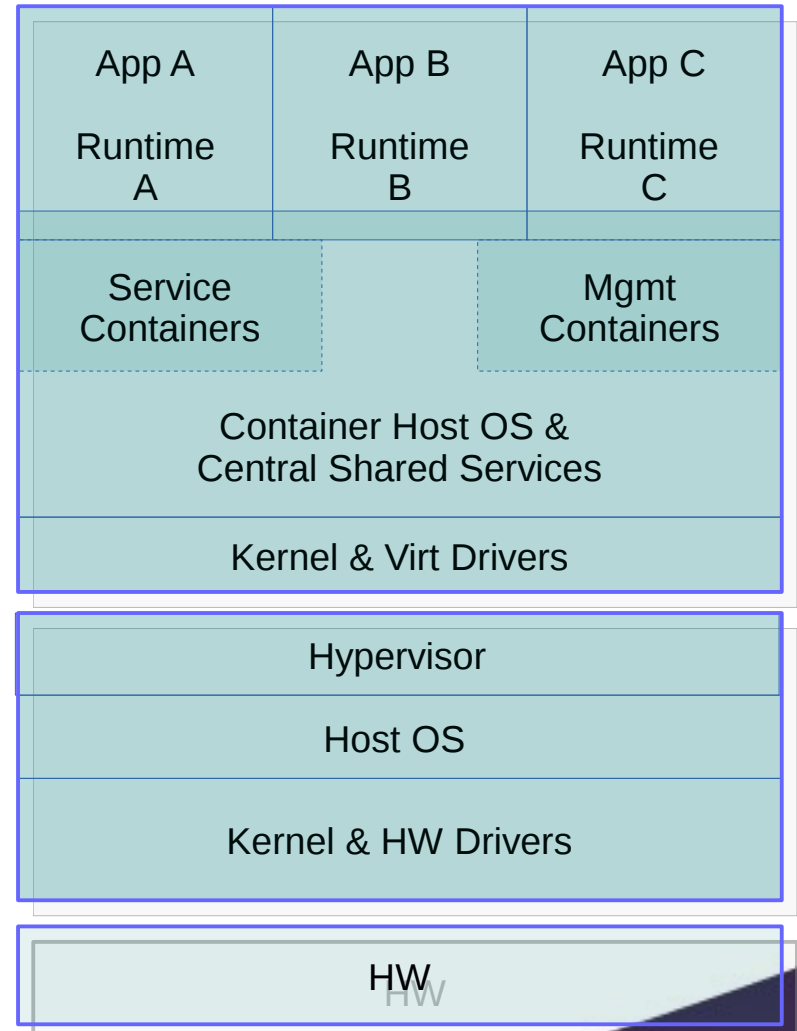 App A
App B
App C
Runtime
A
Runtime
B
Runtime
C
Service
Containers
Mgmt
Containers
Container Host OS &
Central Shared Services
Kernel & Virt Drivers
Hypervisor
Host OS
Kernel & HW Drivers
HW
HW